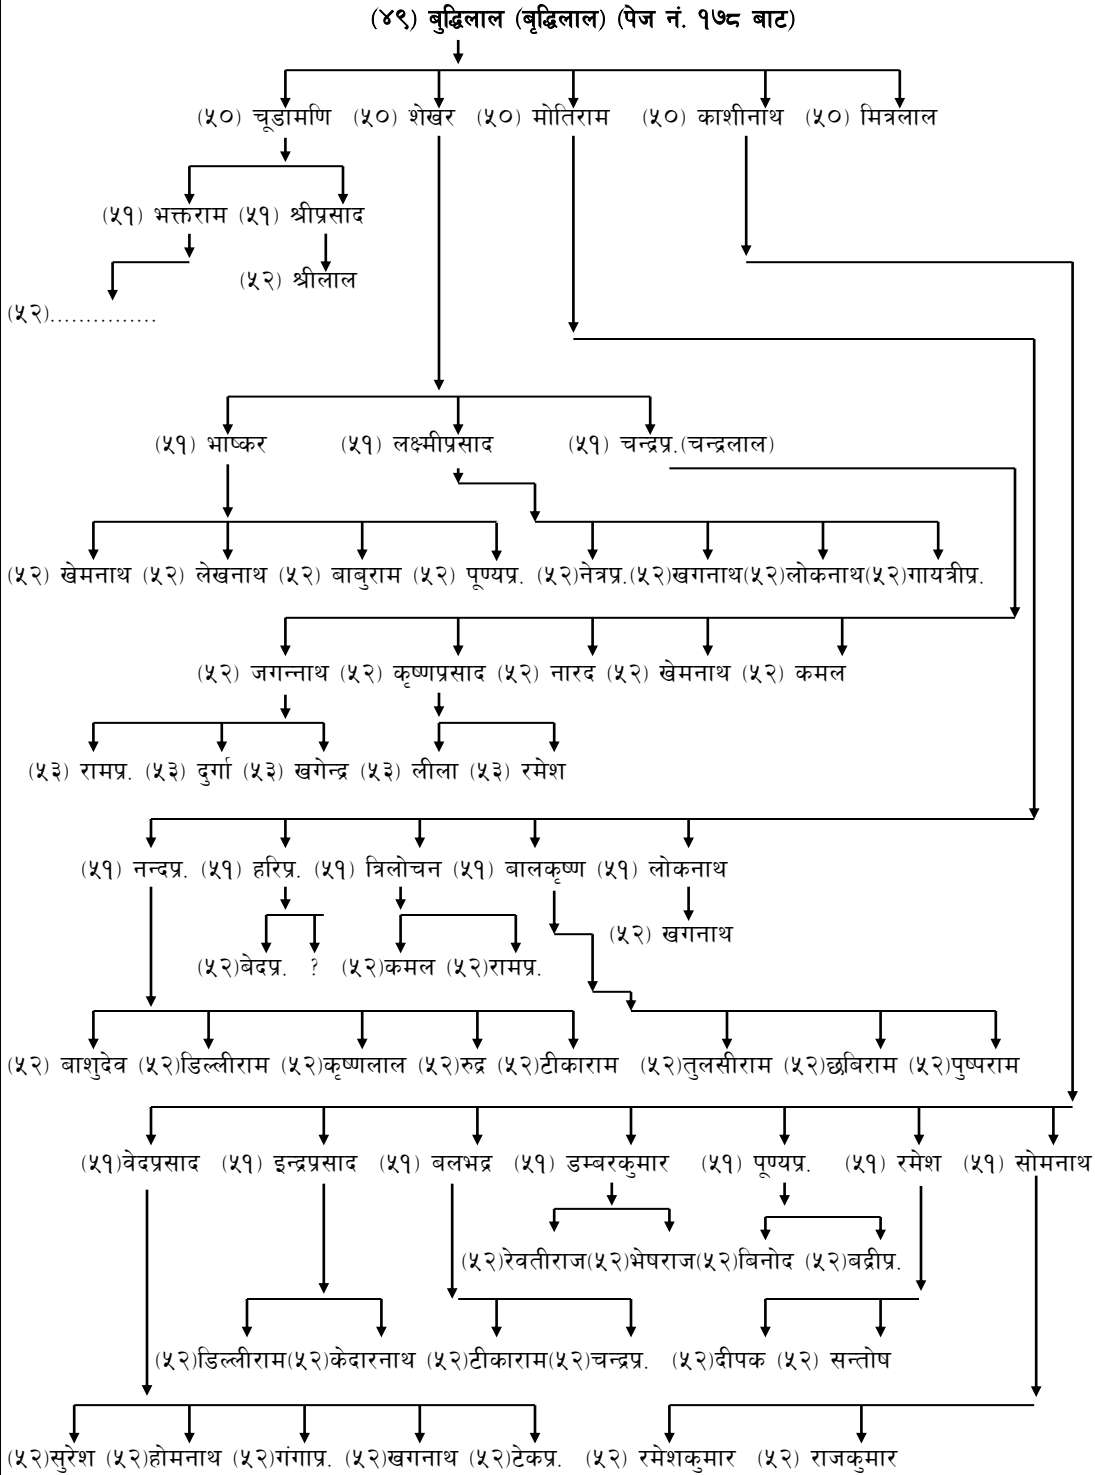 (४९) बुद्धिलाल (बृद्धिलाल) (पेज नं. १७८ बाट)
(५०) चूडामणि (५०) शेखर (५०) मोतिराम (५०) काशीनाथ (५०) मित्रलाल
(५१) भक्तराम (५१) श्रीप्रसाद
(५२) श्रीलाल
(५२)...............
(५१) भाष्कर (५१) लक्ष्मीप्रसाद (५१) चन्द्रप्र.(चन्द्रलाल)
(५२) खेमनाथ (५२) लेखनाथ (५२) बाबुराम (५२) पूण्यप्र. (५२)नेत्रप्र.(५२)खगनाथ(५२)लोकनाथ(५२)गायत्रीप्र.
(५२) जगन्नाथ (५२) कृष्णप्रसाद (५२) नारद (५२) खेमनाथ (५२) कमल
(५३) रामप्र. (५३) दुर्गा (५३) खगेन्द्र (५३) लीला (५३) रमेश
(५१) नन्दप्र. (५१) हरिप्र. (५१) त्रिलोचन (५१) बालकृष्ण (५१) लोकनाथ
(५२) खगनाथ
(५२)बेदप्र. ? (५२)कमल (५२)रामप्र.
(५२) बाशुदेव (५२)डिल्लीराम (५२)कृष्णलाल (५२)रुद्र (५२)टीकाराम (५२)तुलसीराम (५२)छबिराम (५२)पुष्पराम
(५१)वेदप्रसाद (५१) इन्द्रप्रसाद (५१) बलभद्र (५१) डम्बरकुमार (५१) पूण्यप्र. (५१) रमेश (५१) सोमनाथ
(५२)रेवतीराज(५२)भेषराज(५२)बिनोद (५२)बद्रीप्र.
(५२)डिल्लीराम(५२)केदारनाथ (५२)टीकाराम(५२)चन्द्रप्र. (५२)दीपक (५२) सन्तोष
(५२)सुरेश (५२)होमनाथ (५२)गंगाप्र. (५२)खगनाथ (५२)टेकप्र. (५२) रमेशकुमार (५२) राजकुमार